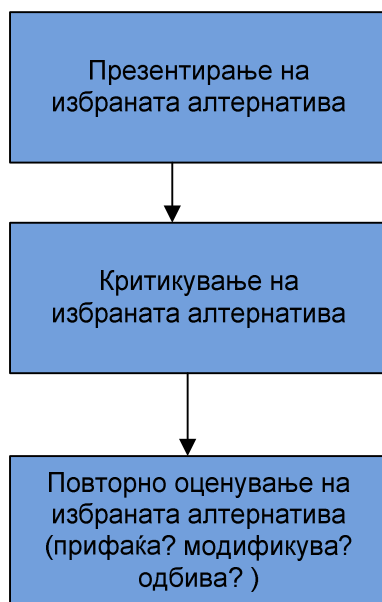 Презентирање на
избраната алтернатива
Критикување на
избраната алтернатива
Повторно оценување на
избраната алтернатива
(прифаќа? модификува?
одбива? )